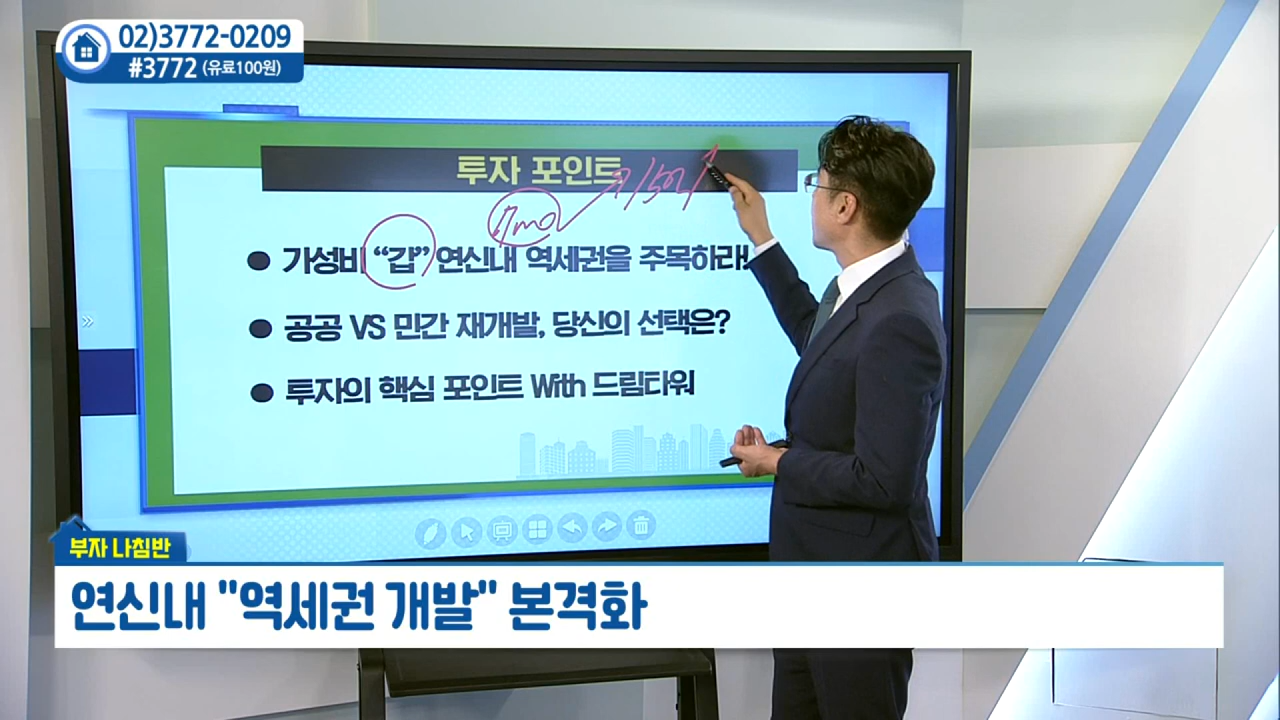 02)3772-0209
#3772 (유료100원)
투자 포인트
● 가성비 “갑” 연신내 역세권을 주목하라!
● 공공 VS 민간 재개발, 당신의 선택은?
● 투자의 핵심 포인트 With 드림타워
부자 나침반
연신내 "역세권 개발" 본격화